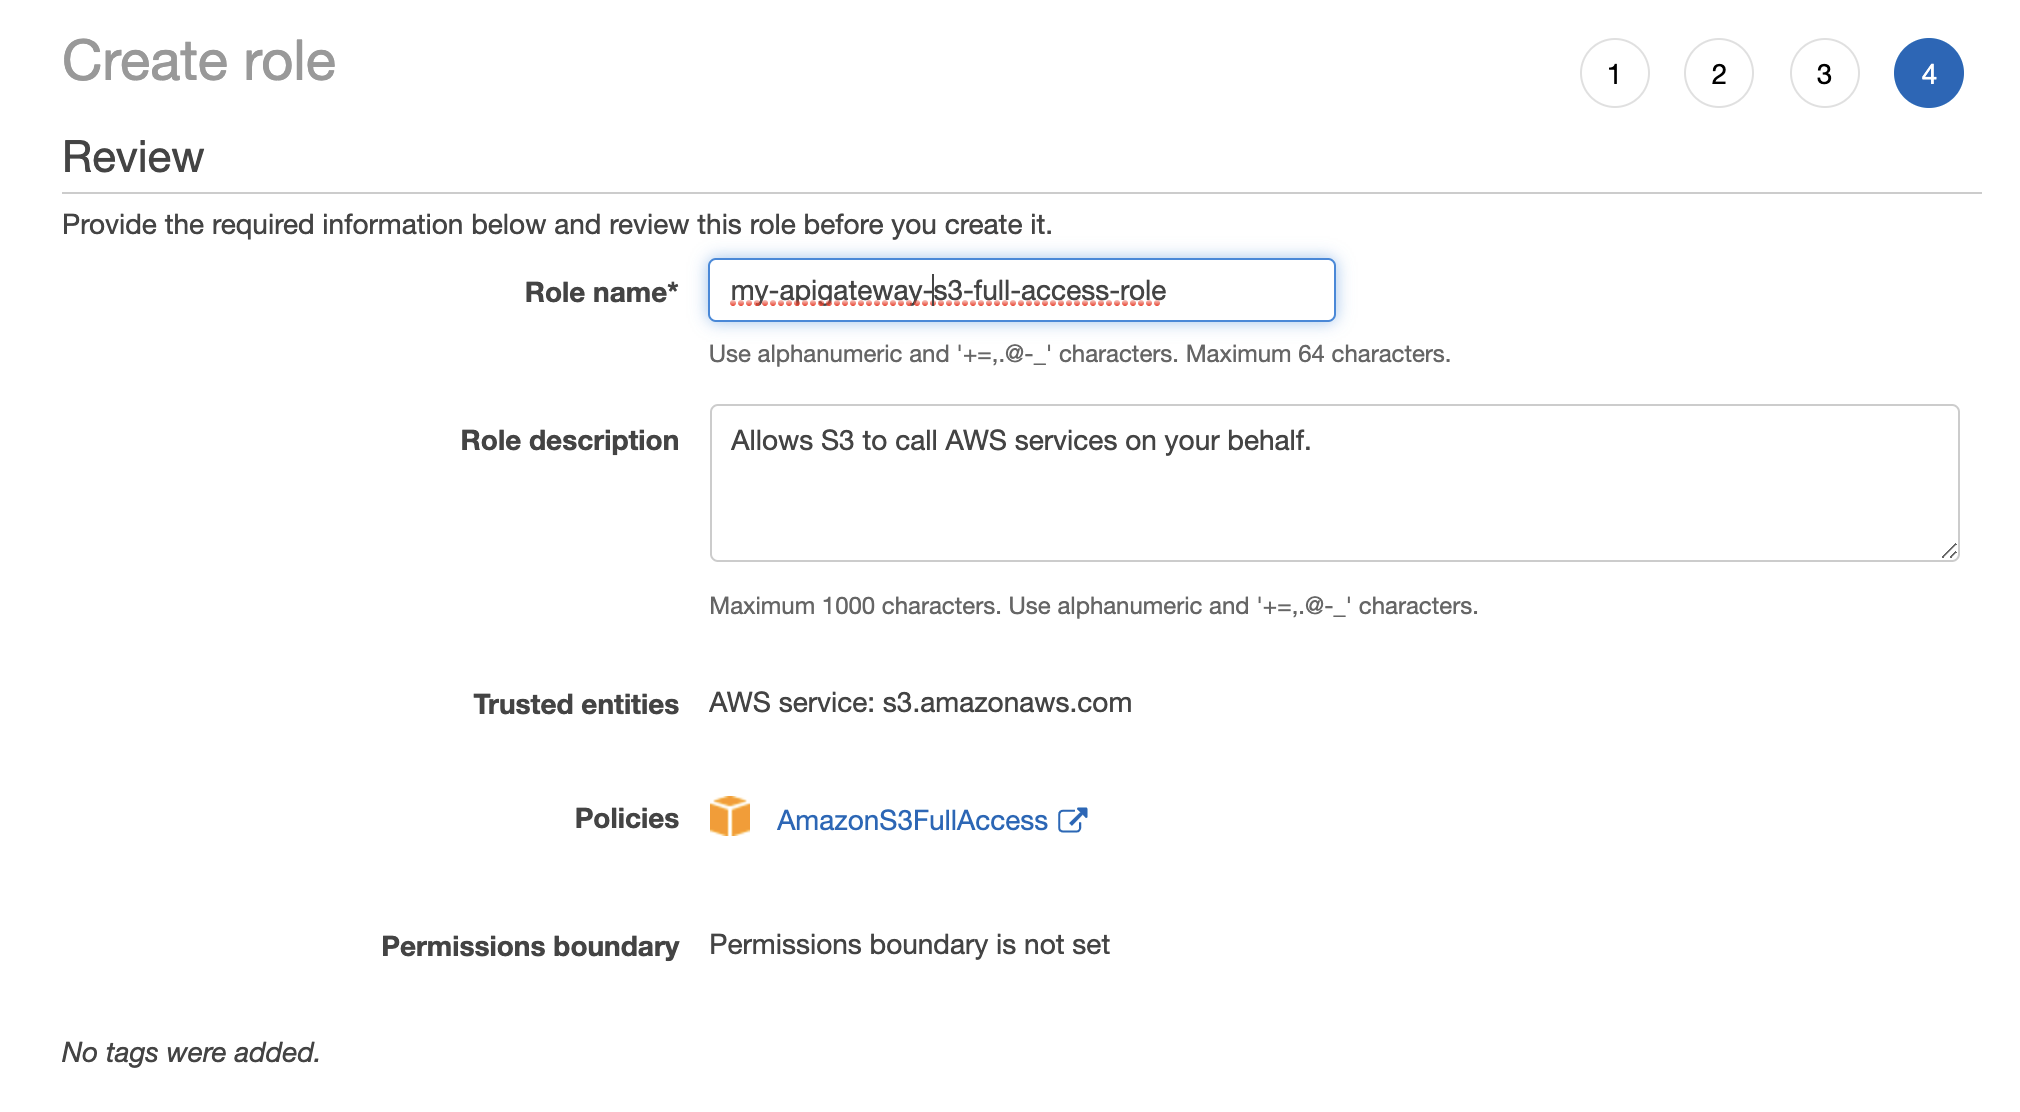 Create role
1 2 3 4
Review
Provide the required information below and review this role before you create it.
Role name* my-apigateway-s3-full-access-role
Use alphanumeric and '+=,.@-_' characters. Maximum 64 characters.
Role description Allows S3 to call AWS services on your behalf.
Maximum 1000 characters. Use alphanumeric and '+=,.@-_' characters.
Trusted entities AWS service: s3.amazonaws.com
Policies AmazonS3FullAccess
Permissions boundary Permissions boundary is not set
No tags were added.